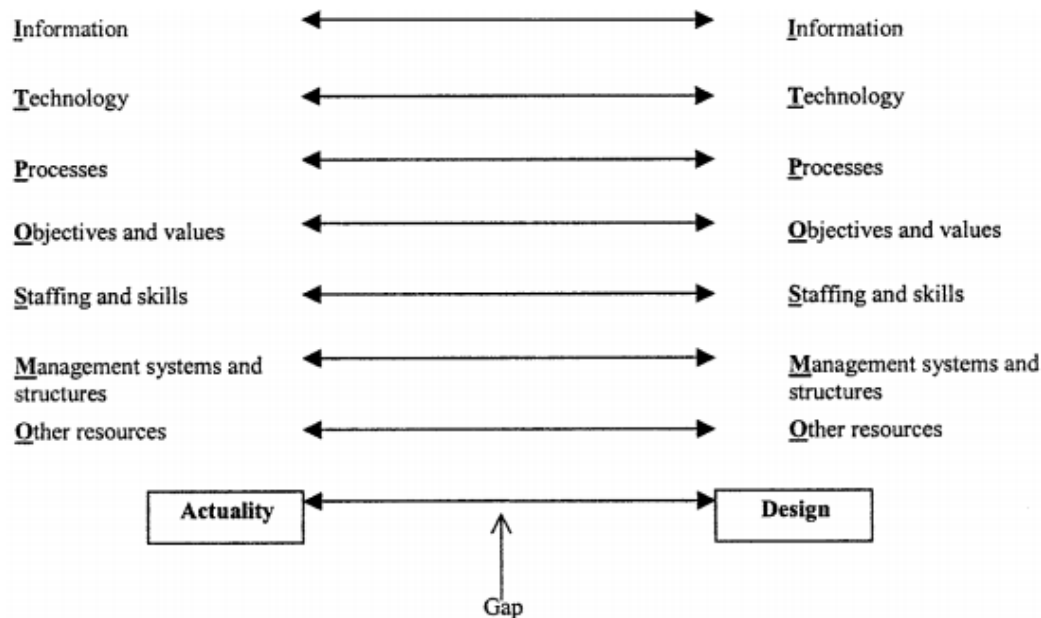 Information Information
Technology Technology
Processes Processes
Objectives and values Objectives and values
Staffing and skills Staffing and skills
Management systems and Management systems and
structures structures
Other resources Other resources
Actuality Design
Gap